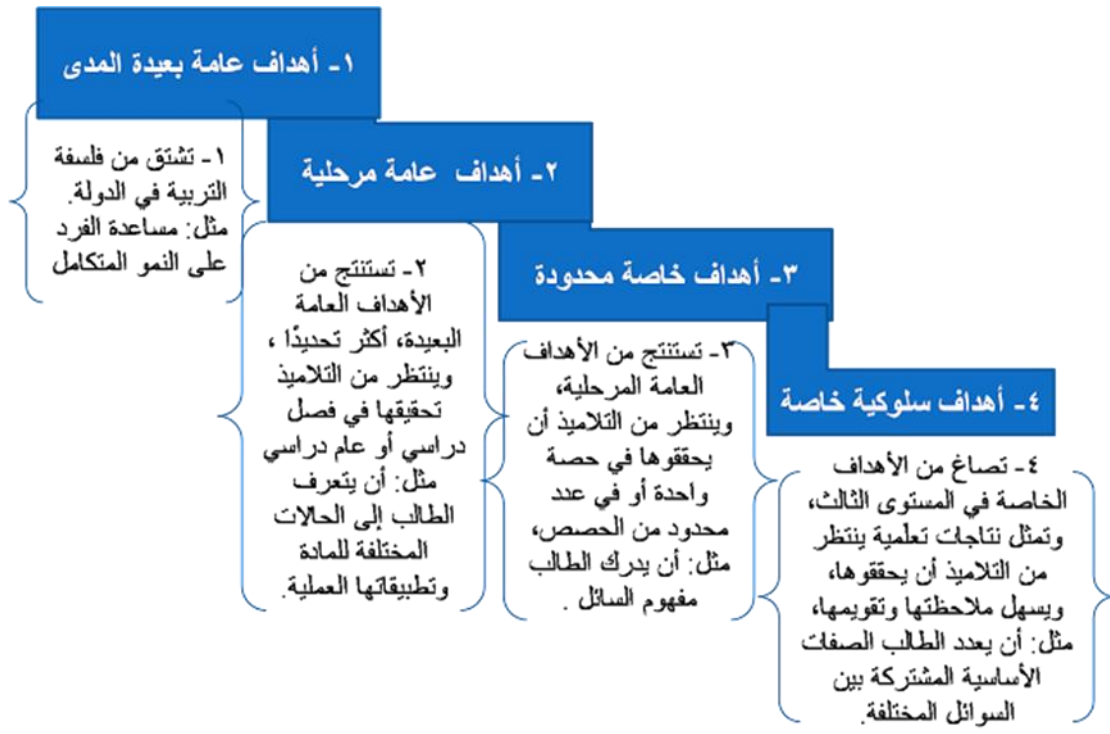 ١- أهداف عامة بعيدة المدى
١- تشتق من فلسفة
التربية في الدولة.
مثل: مساعدة الفرد
على النمو المتكامل
٢- أهداف عامة مرحلية
٢- تستنتج من
الأهداف العامة
البعيدة، أكثر تحديدًا ،
وينتظر من التلاميذ
تحقيقها في فصل
دراسي أو عام دراسي
مثل: أن يتعرف
الطالب إلى الحالات
المختلفة للمادة
وتطبيقاتها العملية.
٣- أهداف خاصة محدودة
٣- تستنتج من الأهداف
العامة المرحلية،
وينتظر من التلاميذ أن
يحققوها في حصة
واحدة أو في عدد
محدود من الحصص،
مثل: أن يدرك الطالب
مفهوم السائل .
٤- أهداف سلوكية خاصة
٤- تصاغ من الأهداف
الخاصة في المستوى الثالث،
وتمثل نتاجات تعلّمية ينتظر
من التلاميذ أن يحققوها،
ويسهل ملاحظتها وتقويمها،
مثل: أن يعدد الطالب الصفات
الأساسية المشتركة بين
السوائل المختلفة.